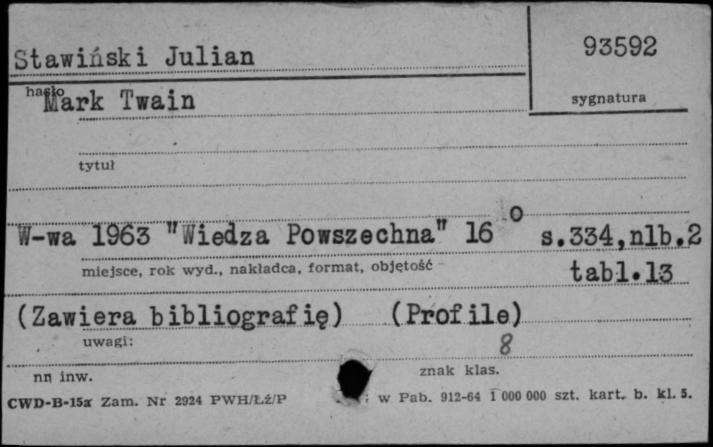 Stawiński Julian
93592
hasło
Mark Twain
sygnatura
tytuł
W-wa 1963 "Wiedza Powszechna" 16° s.334,nlb.2
miejsce, rok wyd., nakładca, format, objętość
tabl.13
(Zawiera bibliografię) (Profile)
uwagi:
8
nr inw.
znak klas.
CWD-B-15a Zam. Nr 2924 PWH/Łź/P w Pab. 912-64 1 000 000 szt. kart. b. kl. 5.